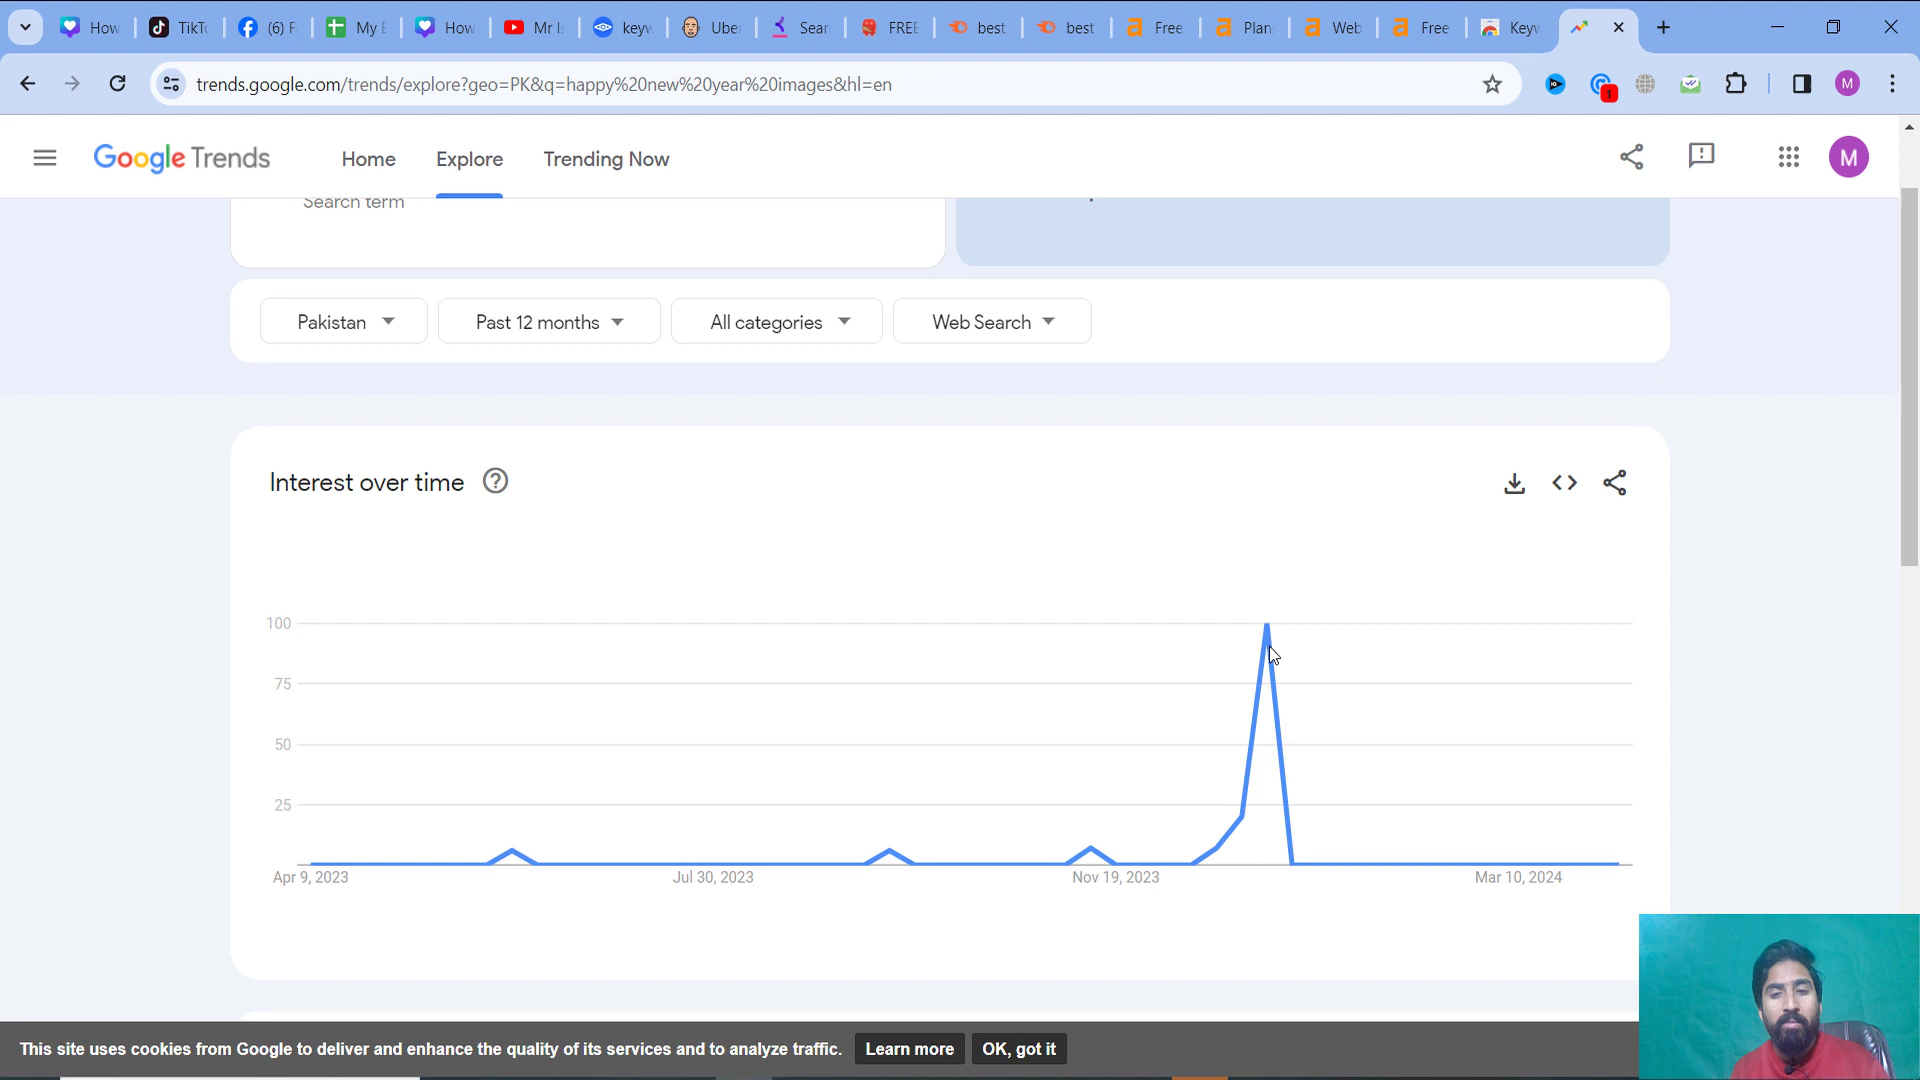 How
TikTo
(6) F
My E
How
Mr Is
keyw
Uber
Sear
FREE
best
best
Free
Plan
Web
Free
Keyw
trends.google.com/trends/explore?geo=PK&q=happy%20new%20year%20images&hl=en
1
M
Google Trends
Home
Explore
Trending Now
M
Search term
Pakistan
Past 12 months
All categories
Web Search
Interest over time
100
75
50
25
Apr 9, 2023
Jul 30, 2023
Nov 19, 2023
Mar 10, 2024
This site uses cookies from Google to deliver and enhance the quality of its services and to analyze traffic.
Learn more
OK, got it